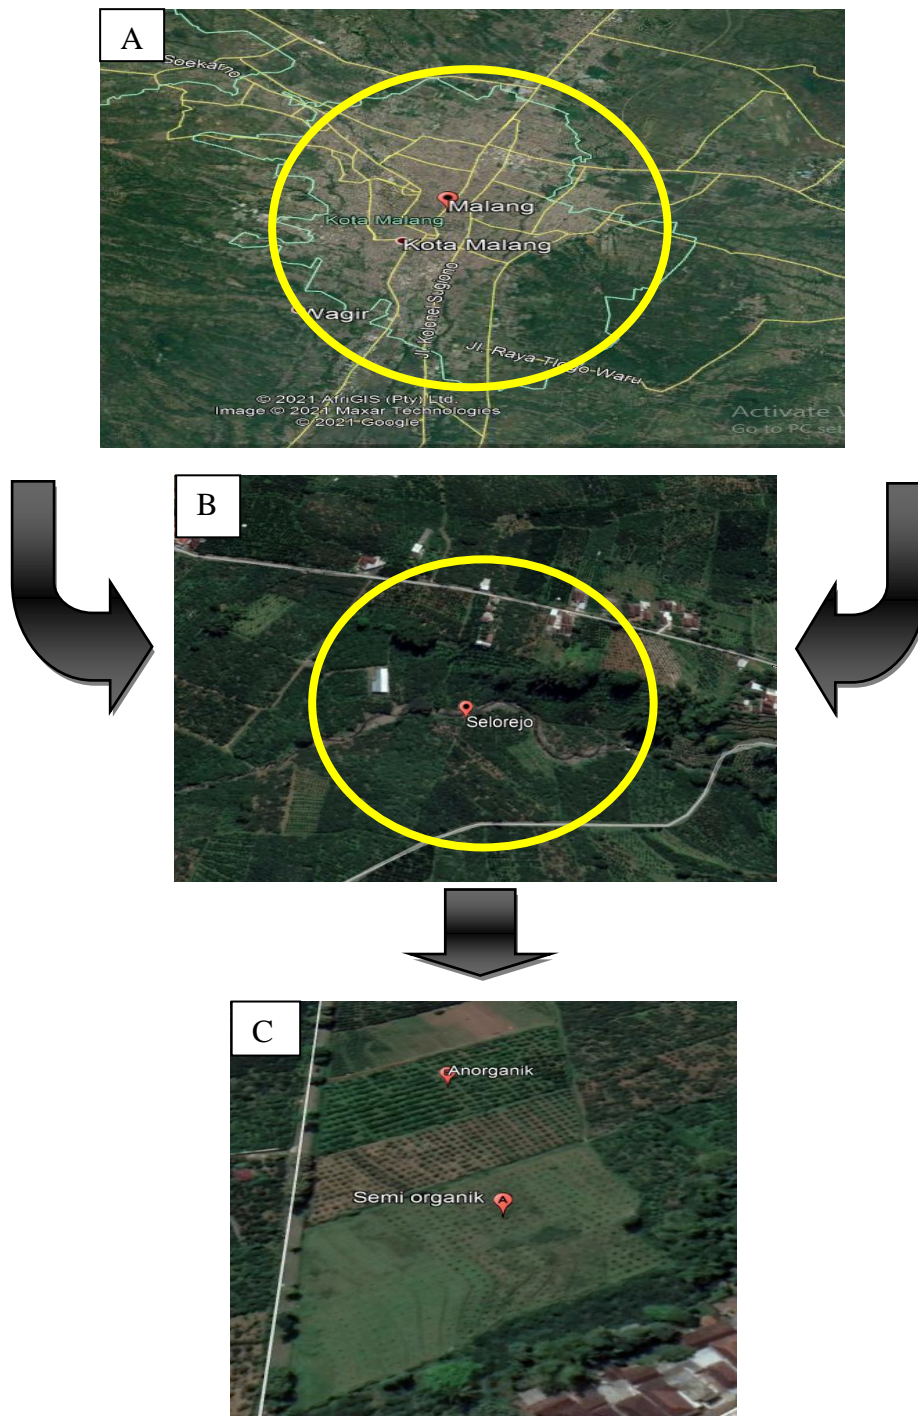 A
Soekarno
Malang
Kota Malang
Kota Malang
Wagir
Jl. Kolonel Sugiono
Jl. Raya Tlogo Waru
© 2021 AfriGIS (Pty) Ltd.
Image © 2021 Maxar Technologies
© 2021 Google
Activate
Go to PC set
B
Selorejo
C
Anorganik
Semi organik
A